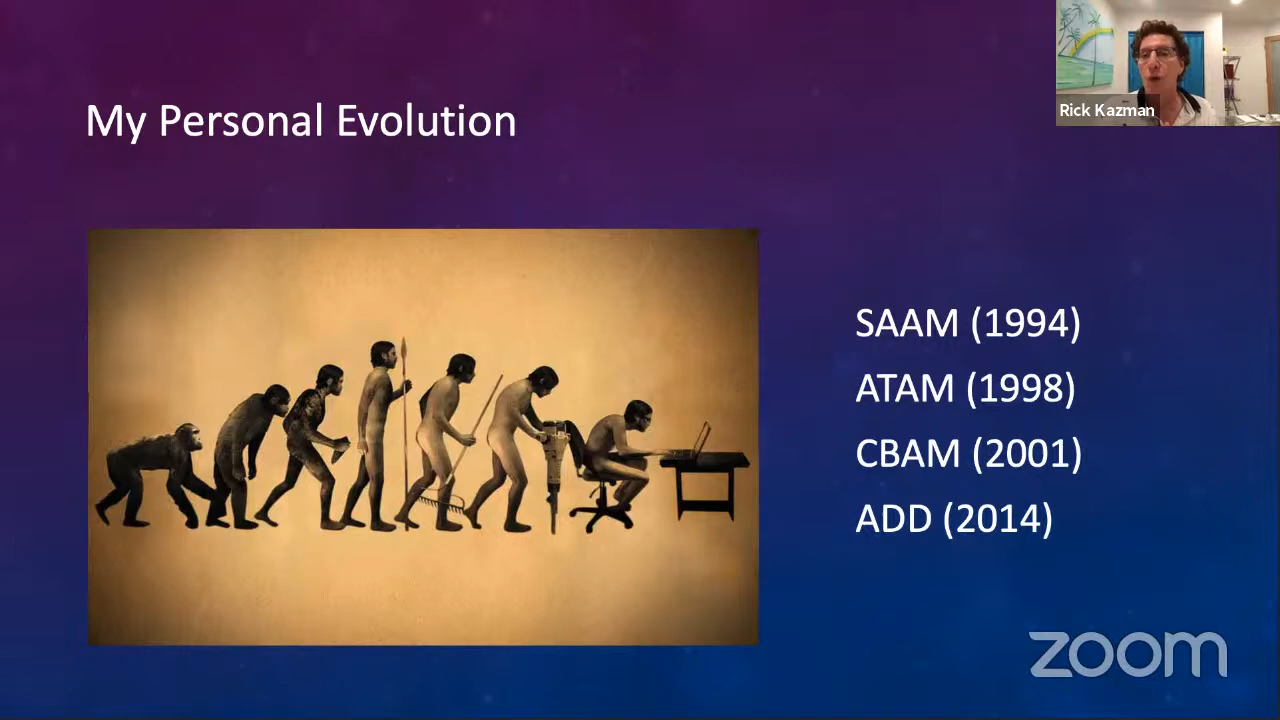 Rick Kazman
My Personal Evolution
SAAM (1994)
ATAM (1998)
CBAM (2001)
ADD (2014)
zoom